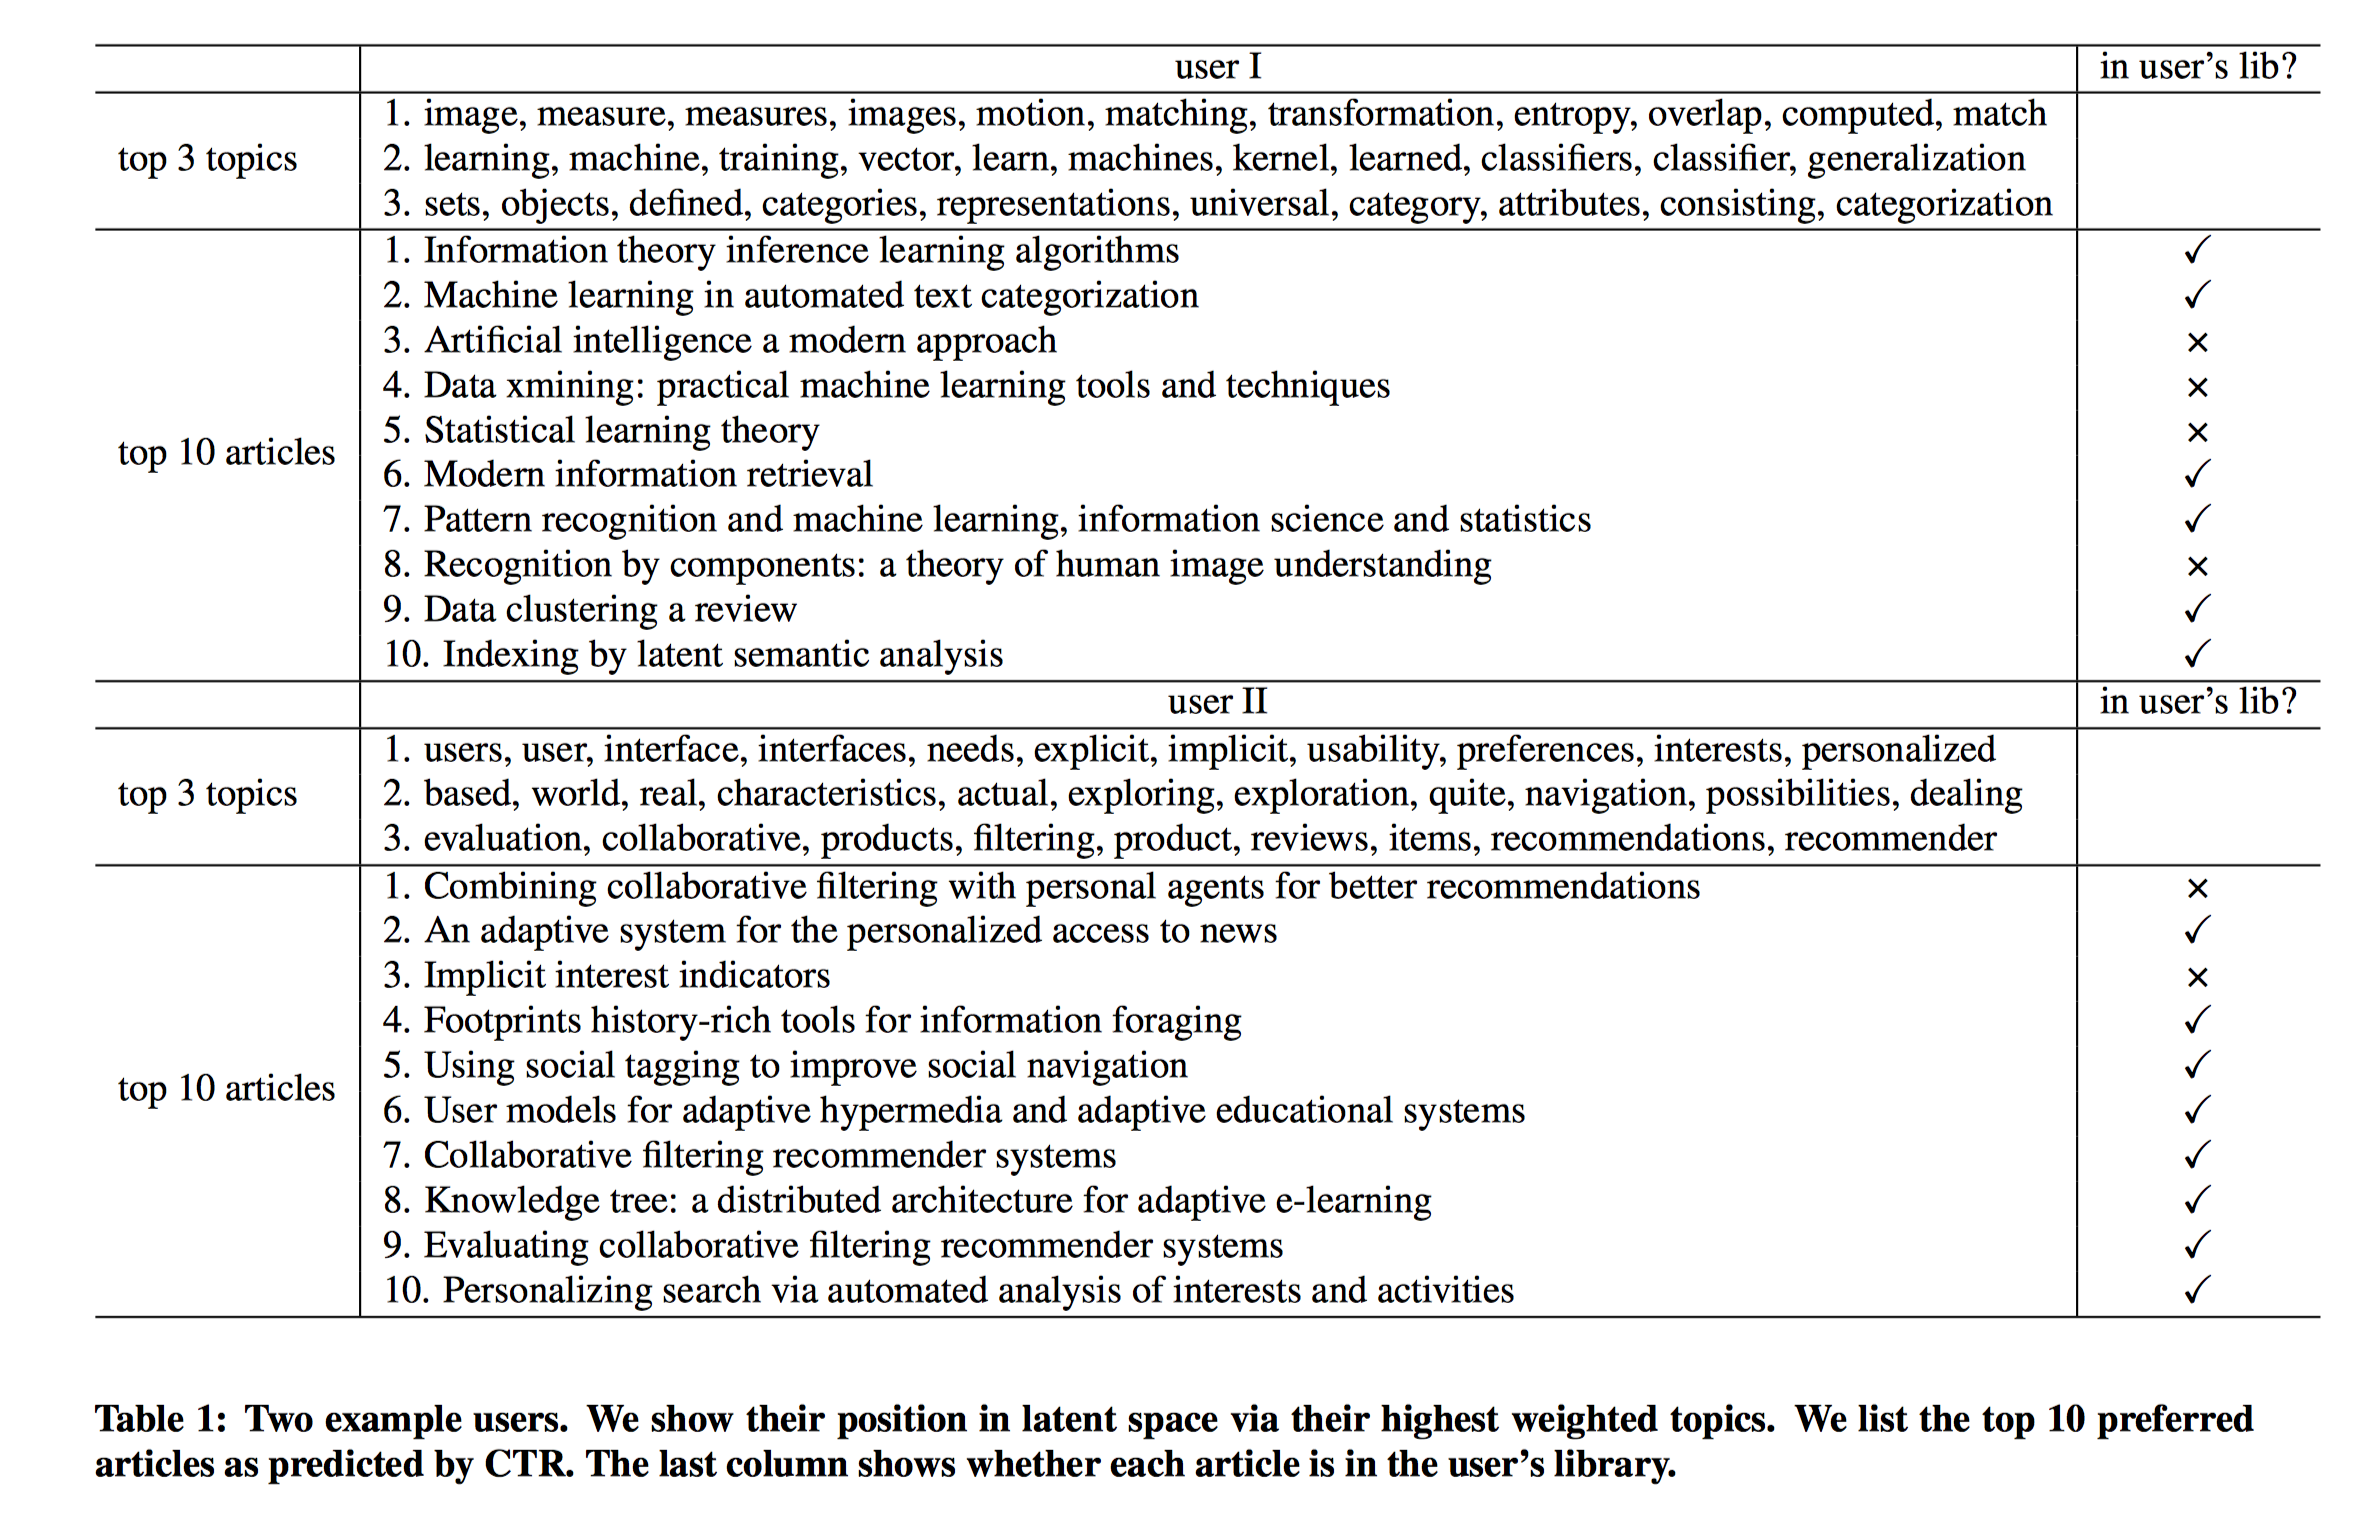 user I in user's lib?
top 3 topics
1. image, measure, measures, images, motion, matching, transformation, entropy, overlap, computed, match
2. learning, machine, training, vector, learn, machines, kernel, learned, classifiers, classifier, generalization
3. sets, objects, defined, categories, representations, universal, category, attributes, consisting, categorization
top 10 articles
1. Information theory inference learning algorithms ✓
2. Machine learning in automated text categorization ✓
3. Artificial intelligence a modern approach ×
4. Data xmining: practical machine learning tools and techniques ×
5. Statistical learning theory ×
6. Modern information retrieval ✓
7. Pattern recognition and machine learning, information science and statistics ✓
8. Recognition by components: a theory of human image understanding ×
9. Data clustering a review ✓
10. Indexing by latent semantic analysis ✓
user II in user's lib?
top 3 topics
1. users, user, interface, interfaces, needs, explicit, implicit, usability, preferences, interests, personalized
2. based, world, real, characteristics, actual, exploring, exploration, quite, navigation, possibilities, dealing
3. evaluation, collaborative, products, filtering, product, reviews, items, recommendations, recommender
top 10 articles
1. Combining collaborative filtering with personal agents for better recommendations ×
2. An adaptive system for the personalized access to news ✓
3. Implicit interest indicators ×
4. Footprints history-rich tools for information foraging ✓
5. Using social tagging to improve social navigation ✓
6. User models for adaptive hypermedia and adaptive educational systems ✓
7. Collaborative filtering recommender systems ✓
8. Knowledge tree: a distributed architecture for adaptive e-learning ✓
9. Evaluating collaborative filtering recommender systems ✓
10. Personalizing search via automated analysis of interests and activities ✓
Table 1: Two example users. We show their position in latent space via their highest weighted topics. We list the top 10 preferred
articles as predicted by CTR. The last column shows whether each article is in the user's library.